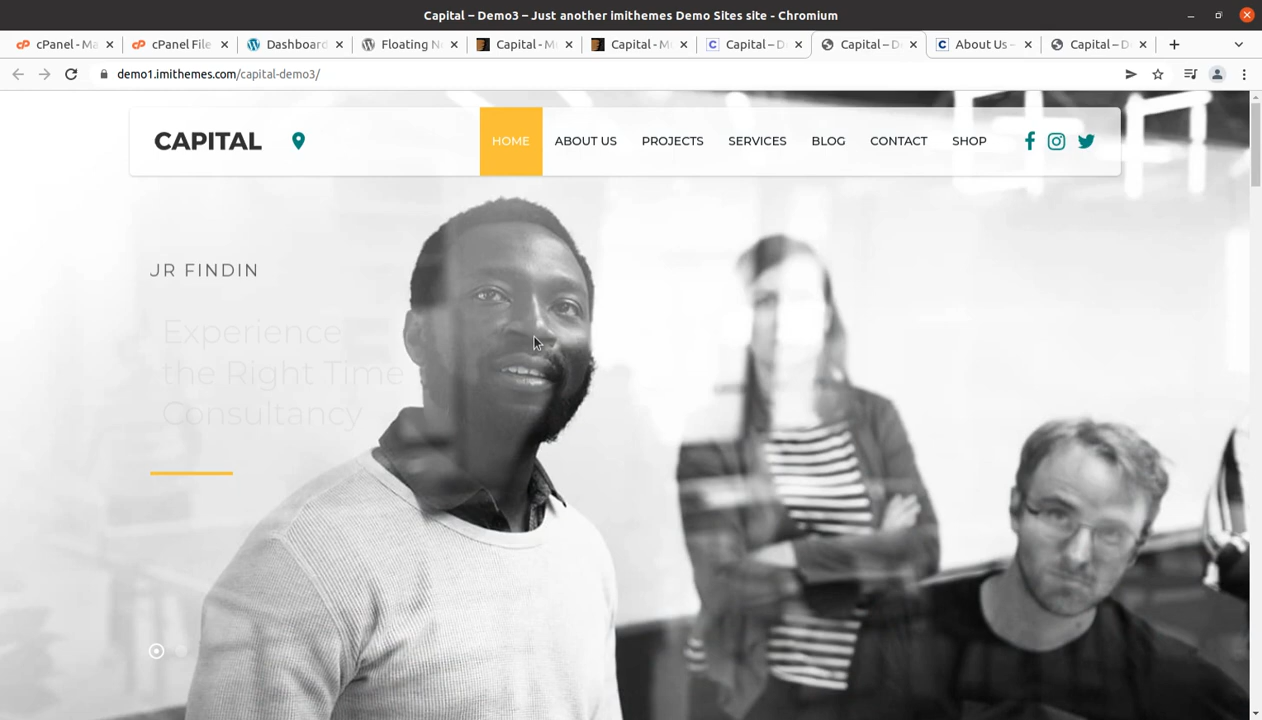 Capital – Demo3 – Just another imithemes Demo Sites site - Chromium
cPanel - Ma
cPanel File
Dashboard
Floating N
Capital - M
Capital - M
Capital – D
Capital – D
About Us –
Capital – D
demo1.imithemes.com/capital-demo3/
CAPITAL
HOME
ABOUT US
PROJECTS
SERVICES
BLOG
CONTACT
SHOP
JR FINDIN
Experience
the Right Time
Consultancy